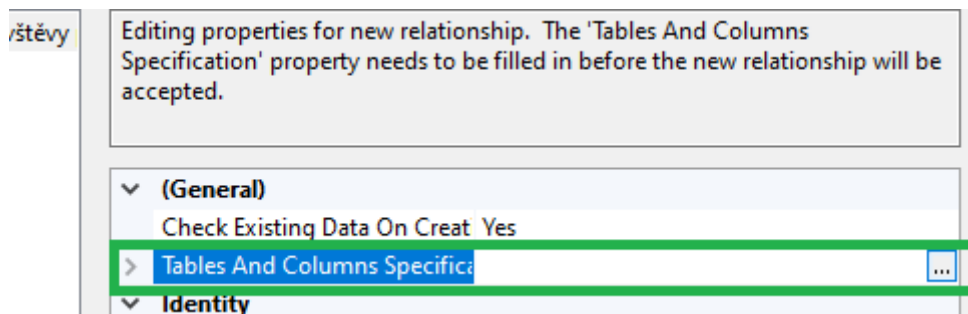 vštěvy
Editing properties for new relationship. The 'Tables And Columns
Specification' property needs to be filled in before the new relationship will be
accepted.
(General)
Check Existing Data On Creat Yes
Tables And Columns Specifica
...
Identity